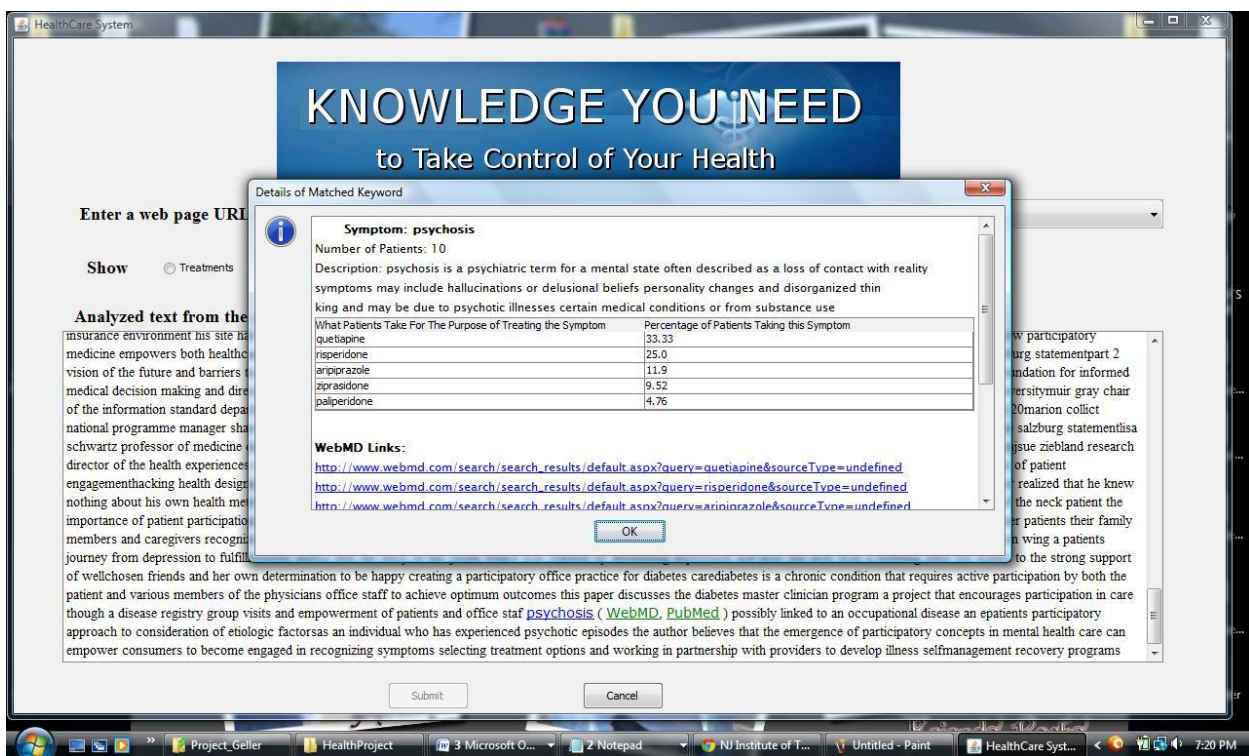 HealthCare System
KNOWLEDGE YOU NEED
to Take Control of Your Health
Enter a web page URL
Show Treatments
Analyzed text from the
Details of Matched Keyword
Symptom: psychosis
Number of Patients: 10
Description: psychosis is a psychiatric term for a mental state often described as a loss of contact with reality
symptoms may include hallucinations or delusional beliefs personality changes and disorganized thin
king and may be due to psychotic illnesses certain medical conditions or from substance use
What Patients Take For The Purpose of Treating the Symptom Percentage of Patients Taking this Symptom
quetiapine 33.33
risperidone 25.0
aripiprazole 11.9
ziprasidone 9.52
paliperidone 4.76
WebMD Links:
http://www.webmd.com/search/search_results/default.aspx?query=quetiapine&sourceType=undefined
http://www.webmd.com/search/search_results/default.aspx?query=risperidone&sourceType=undefined
http://www.webmd.com/search/search_results/default.aspx?query=aripiprazole&sourceType=undefined
OK
insurance environment his site w participatory
medicine empowers both healthc urg statementpart 2
vision of the future and barriers undation for informed
medical decision making and dire versitymuir gray chair
of the information standard depa 20marion collict
national programme manager sha salzburg statementlisa
schwartz professor of medicine sue ziebland research
director of the health experiences of patient
engagementhacking health design realized that he knew
nothing about his own health me the neck patient the
importance of patient participatio er patients their family
members and caregivers recogni n wing a patients
journey from depression to fulfill to the strong support
of wellchosen friends and her own determination to be happy creating a participatory office practice for diabetes carediabetes is a chronic condition that requires active participation by both the
patient and various members of the physicians office staff to achieve optimum outcomes this paper discusses the diabetes master clinician program a project that encourages participation in care
though a disease registry group visits and empowerment of patients and office staf psychosis ( WebMD, PubMed ) possibly linked to an occupational disease an epatients participatory
approach to consideration of etiologic factorsas an individual who has experienced psychotic episodes the author believes that the emergence of participatory concepts in mental health care can
empower consumers to become engaged in recognizing symptoms selecting treatment options and working in partnership with providers to develop illness selfmanagement recovery programs
Submit Cancel
Project_Geller HealthProject 3 Microsoft O... 2 Notepad NJ Institute of T... Untitled - Paint HealthCare Syst... 7:20 PM